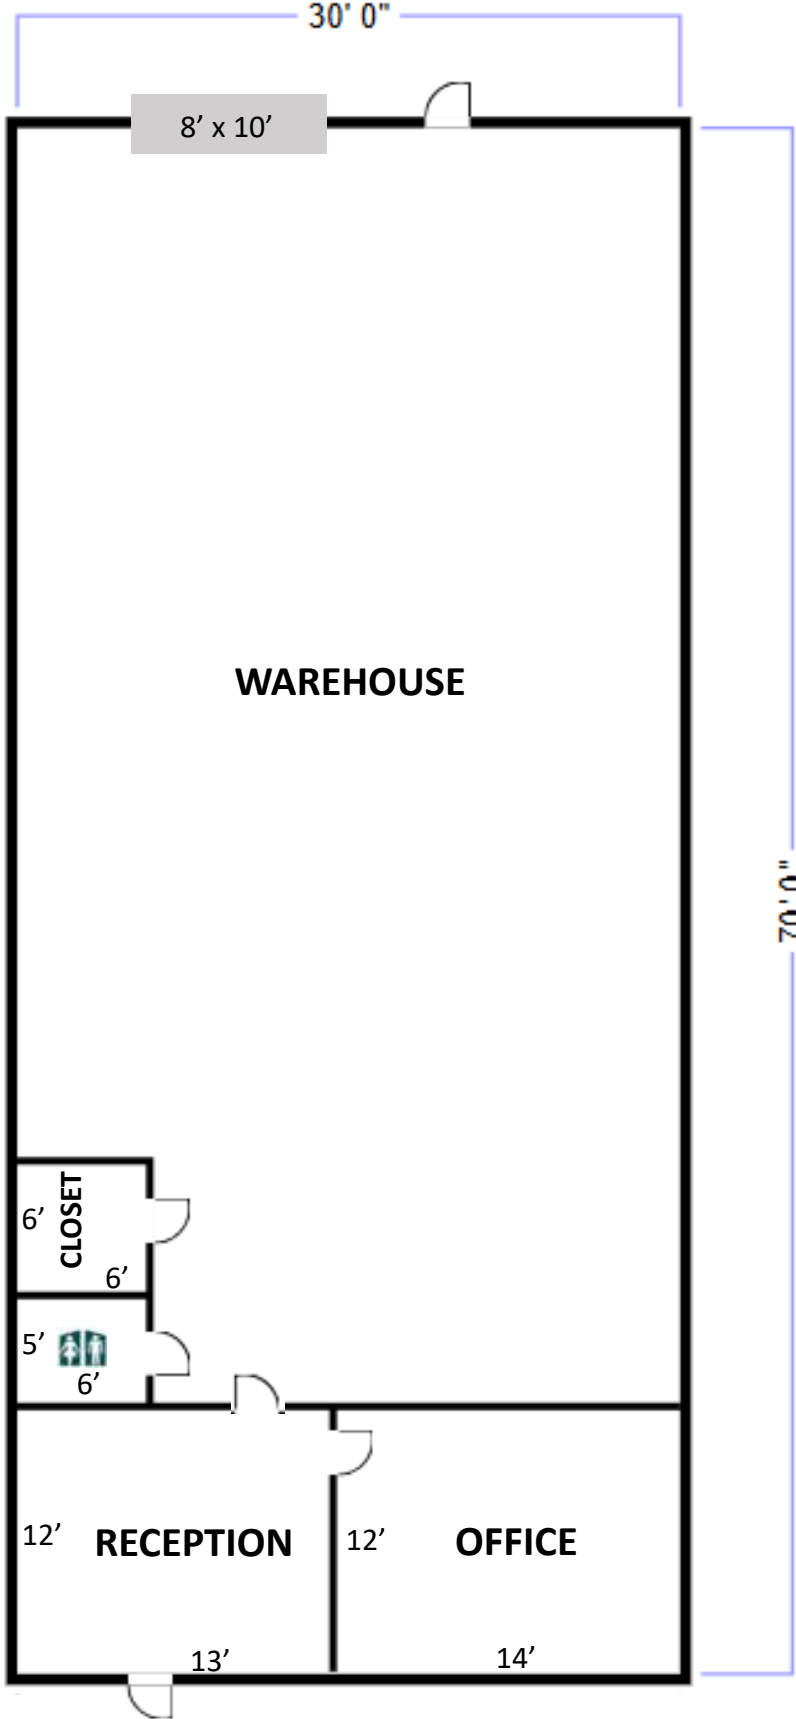 30' 0"
8’ x 10’
WAREHOUSE
70' 0"
CLOSET
6’
6’
5’
6’
12’
RECEPTION
12’
OFFICE
13’
14’